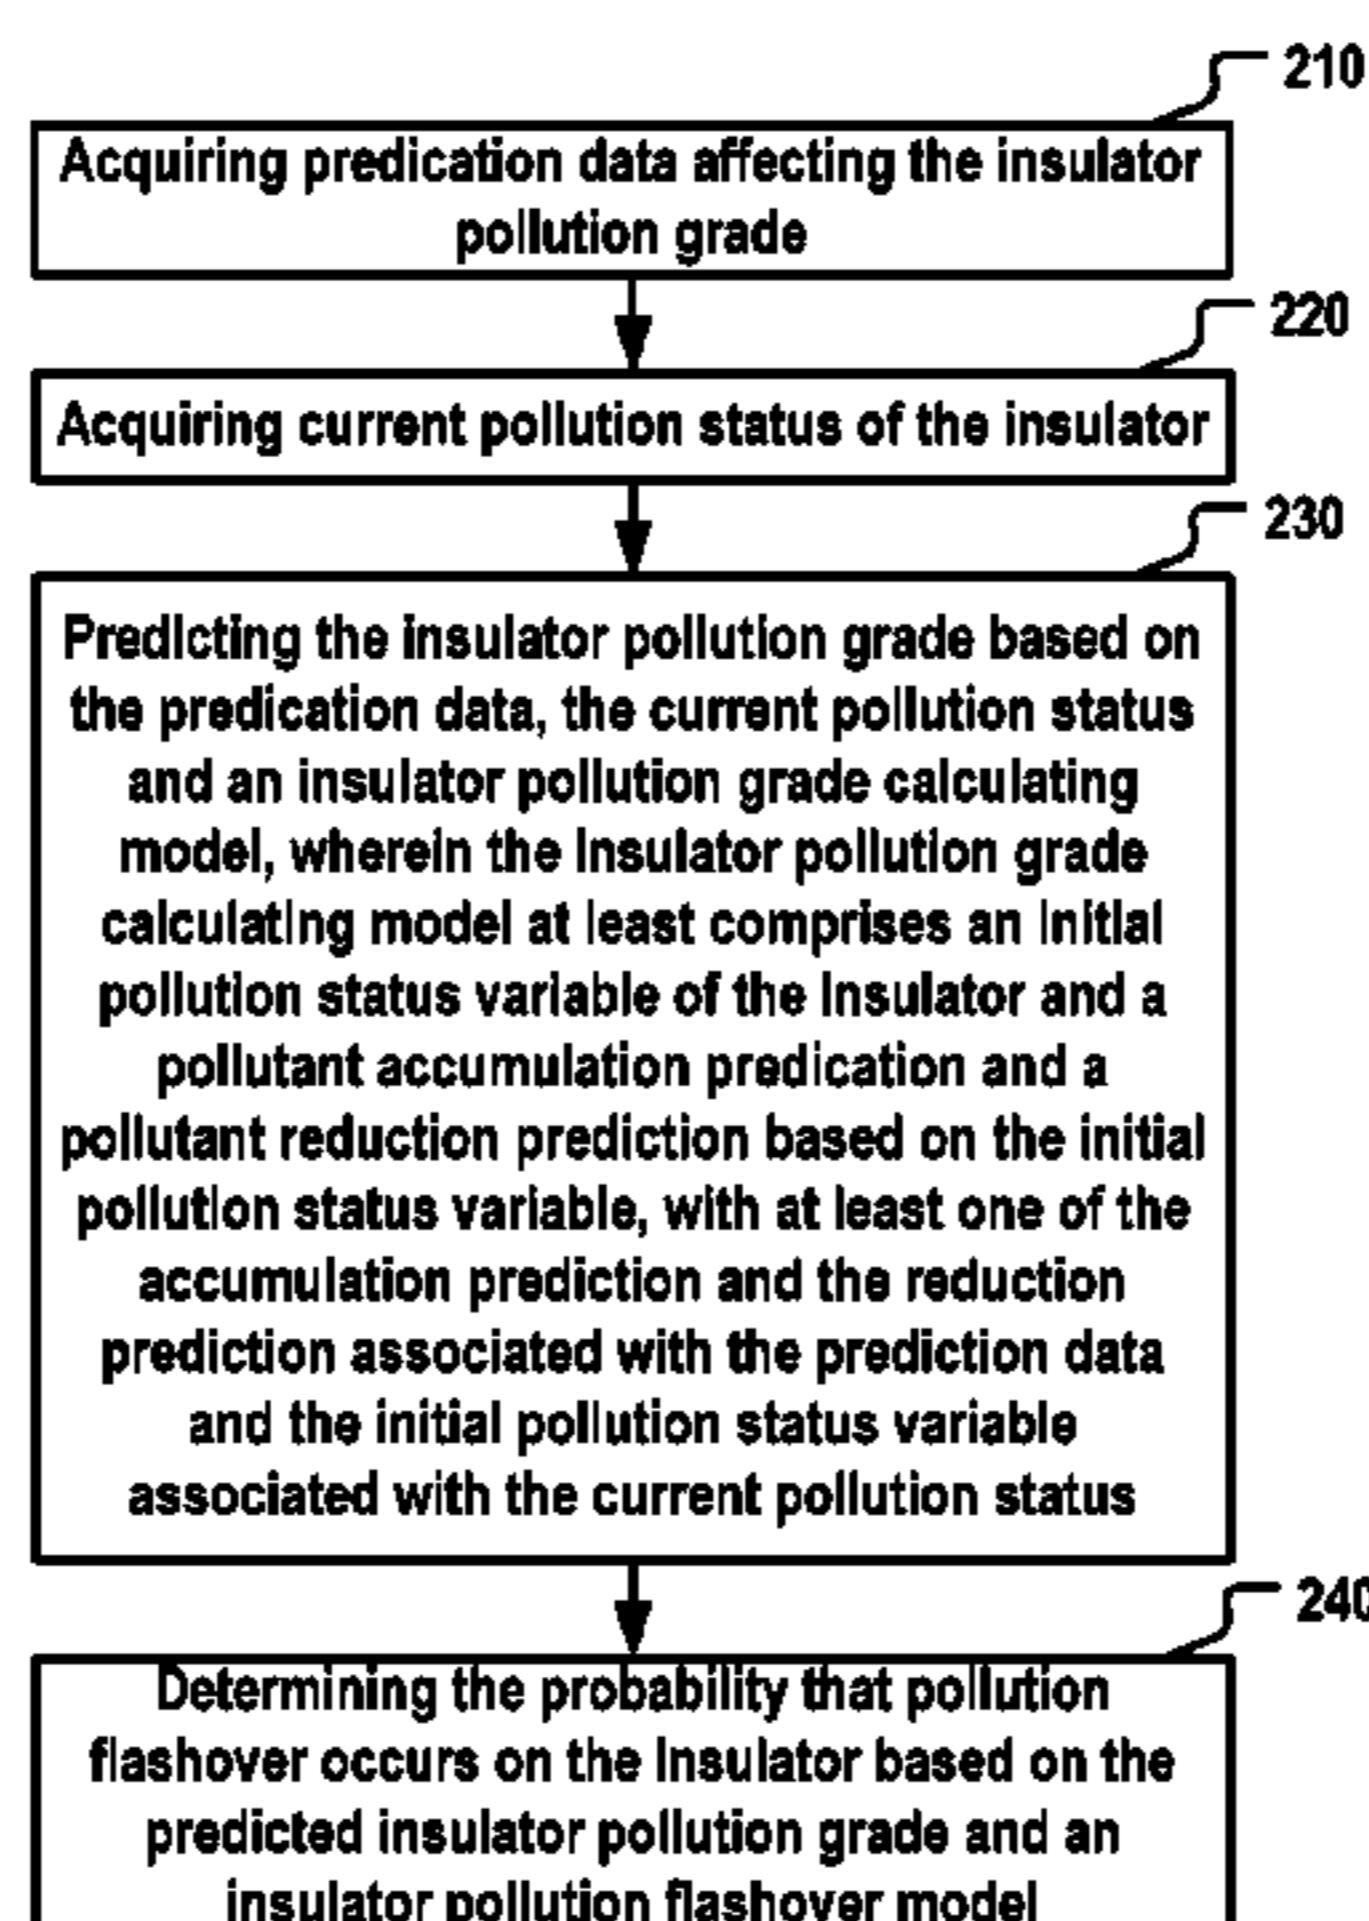 210
Acquiring predication data affecting the insulator
pollution grade
220
Acquiring current pollution status of the insulator
230
Predicting the insulator pollution grade based on
the predication data, the current pollution status
and an insulator pollution grade calculating
model, wherein the insulator pollution grade
calculating model at least comprises an initial
pollution status variable of the insulator and a
pollutant accumulation predication and a
pollutant reduction prediction based on the initial
pollution status variable, with at least one of the
accumulation prediction and the reduction
prediction associated with the prediction data
and the initial pollution status variable
associated with the current pollution status
240
Determining the probability that pollution
flashover occurs on the insulator based on the
predicted insulator pollution grade and an
insulator pollution flashover model